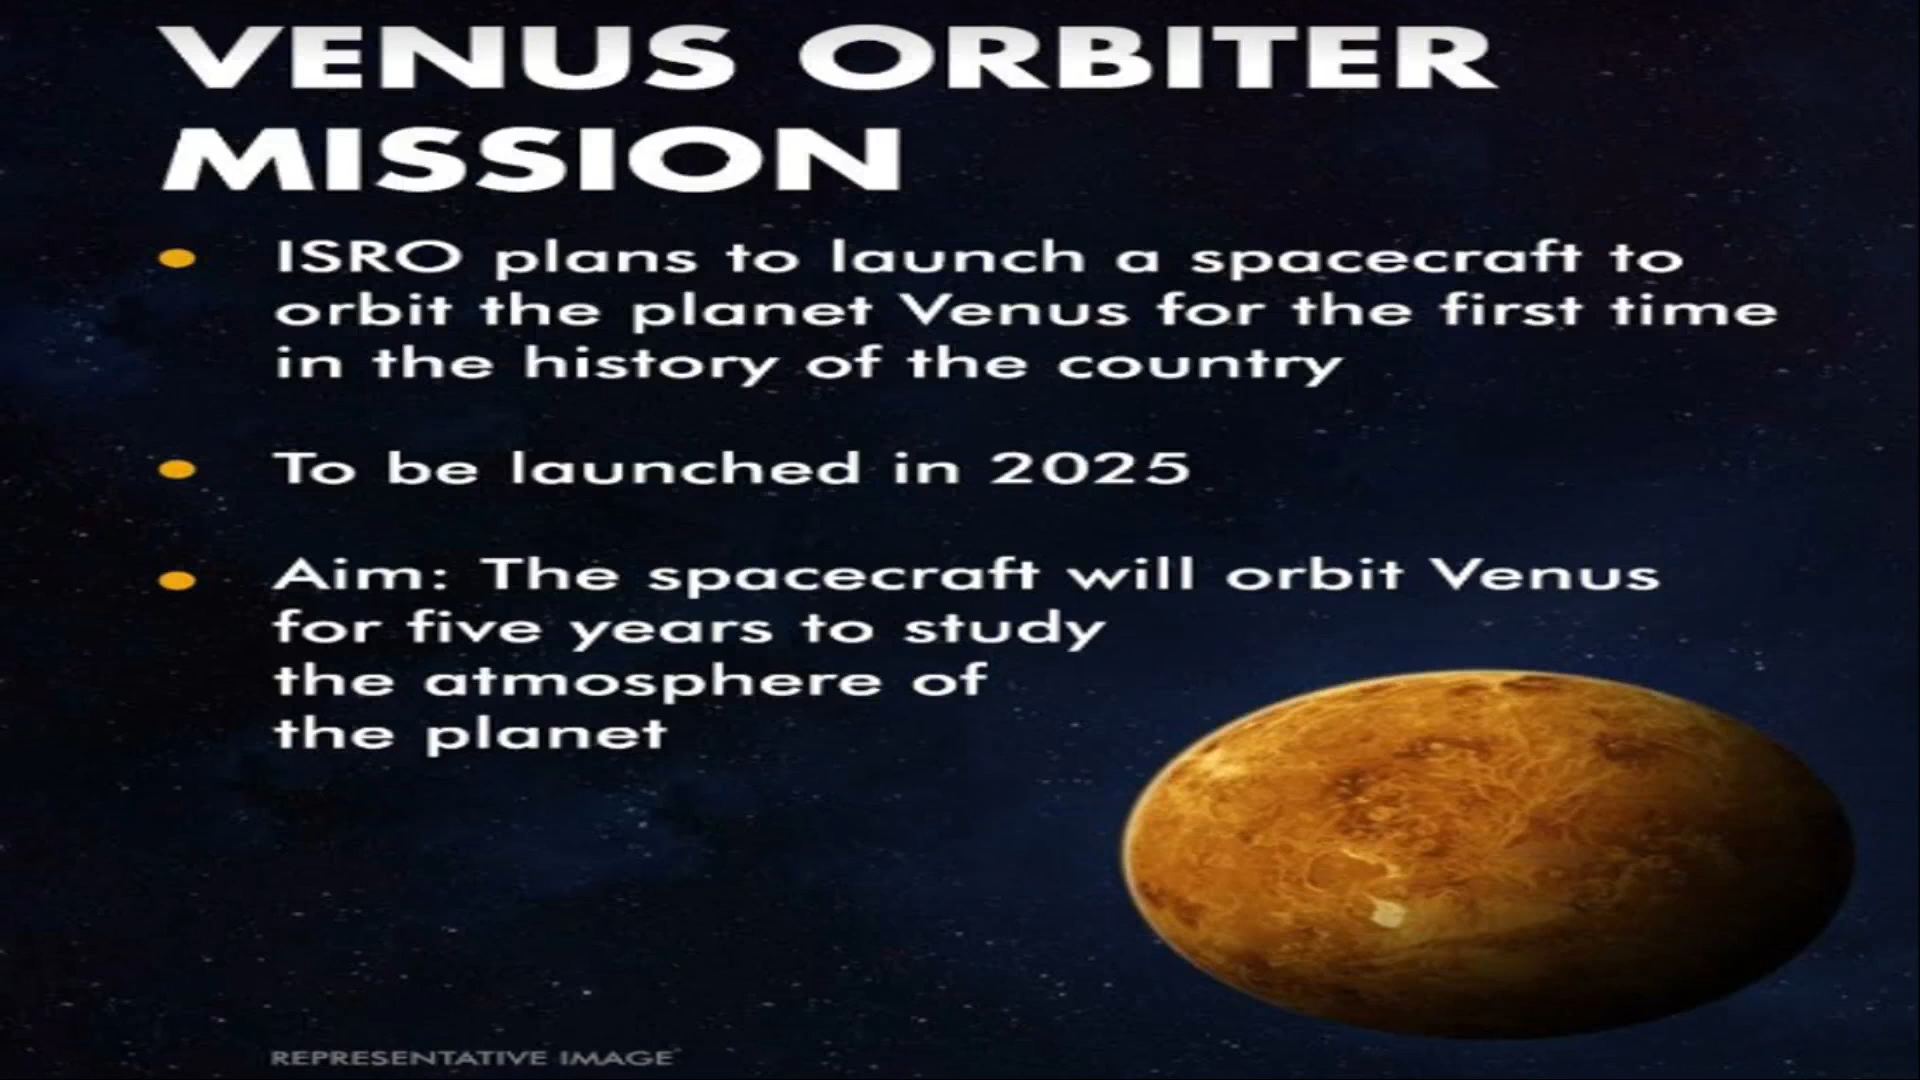 VENUS ORBITER
MISSION
ISRO plans to launch a spacecraft to
orbit the planet Venus for the first time
in the history of the country
To be launched in 2025
Aim: The spacecraft will orbit Venus
for five years to study
the atmosphere of
the planet
REPRESENTATIVE IMAGE